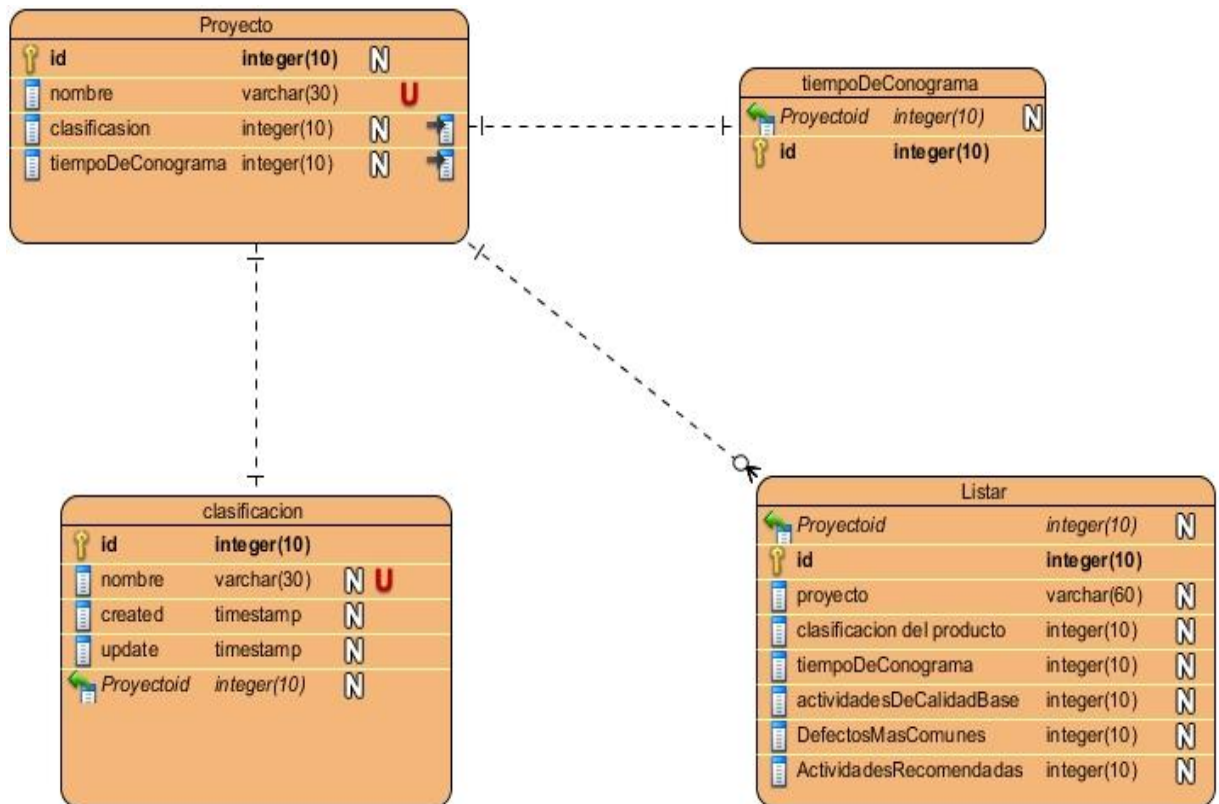 Proyecto
id integer(10) N
nombre varchar(30) U
clasificasion integer(10) N
tiempoDeConograma integer(10) N
tiempoDeConograma
Proyectoid integer(10) N
id integer(10)
clasificacion
id integer(10)
nombre varchar(30) N U
created timestamp N
update timestamp N
Proyectoid integer(10) N
Listar
Proyectoid integer(10) N
id integer(10)
proyecto varchar(60) N
clasificacion del producto integer(10) N
tiempoDeConograma integer(10) N
actividadesDeCalidadBase integer(10) N
DefectosMasComunes integer(10) N
ActividadesRecomendadas integer(10) N